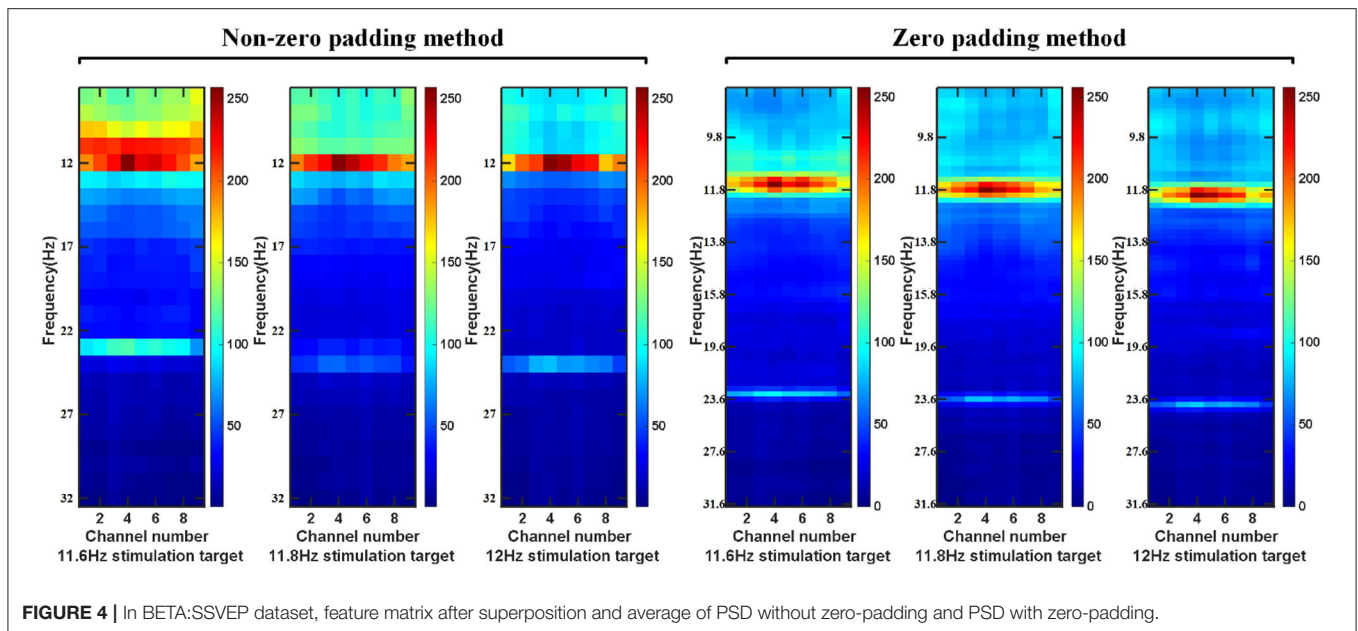 Non-zero padding method
Zero padding method
Frequency(Hz)
12
17
22
27
32
2 4 6 8
Channel number
11.6Hz stimulation target
250
200
150
100
50
Frequency(Hz)
12
17
22
27
32
2 4 6 8
Channel number
11.8Hz stimulation target
250
200
150
100
50
Frequency(Hz)
12
17
22
27
32
2 4 6 8
Channel number
12Hz stimulation target
250
200
150
100
50
Frequency(Hz)
9.8
11.8
13.8
15.8
19.6
23.6
27.6
31.6
2 4 6 8
Channel number
11.6Hz stimulation target
250
200
150
100
50
0
Frequency(Hz)
9.8
11.8
13.8
15.8
19.6
23.6
27.6
31.6
2 4 6 8
Channel number
11.8Hz stimulation target
250
200
150
100
50
0
Frequency(Hz)
9.8
11.8
13.8
15.8
19.6
23.6
27.6
31.6
2 4 6 8
Channel number
12Hz stimulation target
250
200
150
100
50
0
FIGURE 4 | In BETA:SSVEP dataset, feature matrix after superposition and average of PSD without zero-padding and PSD with zero-padding.